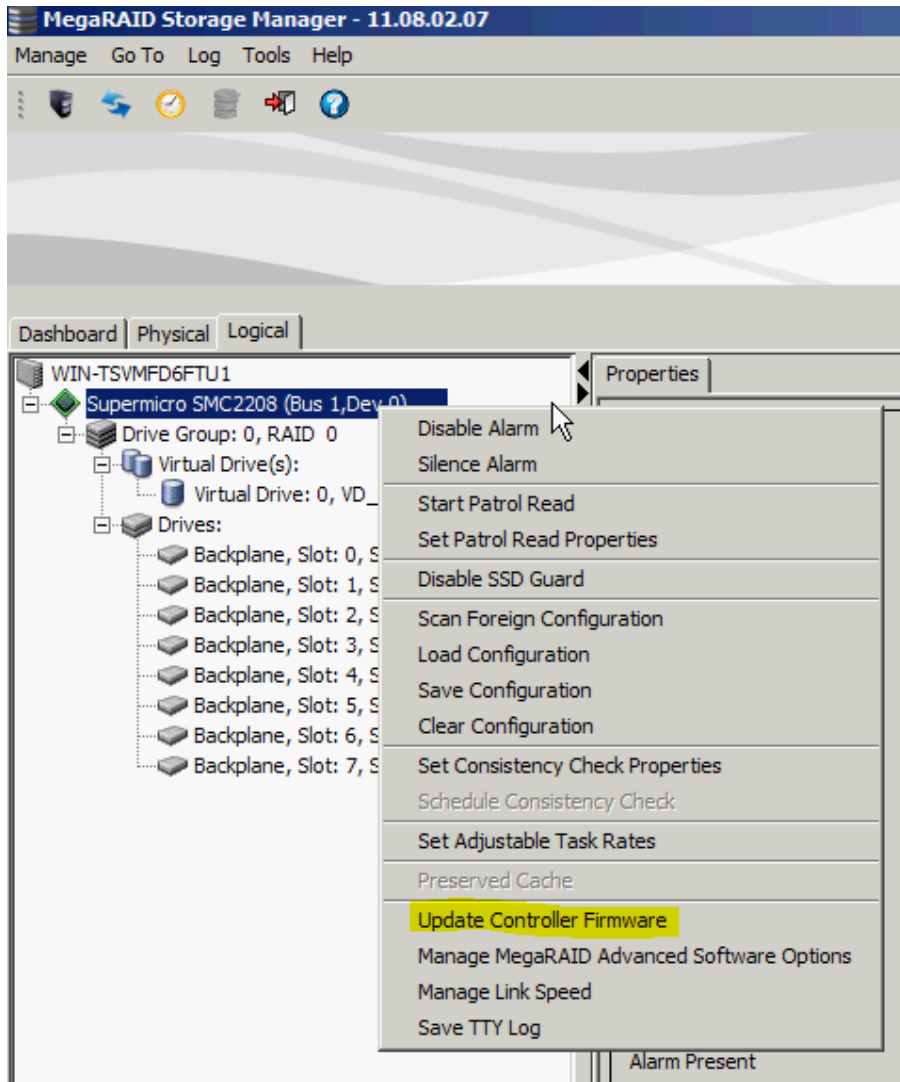 MegaRAID Storage Manager - 11.08.02.07
Manage Go To Log Tools Help
Dashboard Physical Logical
WIN-TSVMFD6FTU1
Supermicro SMC2208 (Bus 1,Dev 0)
Drive Group: 0, RAID 0
Virtual Drive(s):
Virtual Drive: 0, VD_
Drives:
Backplane, Slot: 0, S
Backplane, Slot: 1, S
Backplane, Slot: 2, S
Backplane, Slot: 3, S
Backplane, Slot: 4, S
Backplane, Slot: 5, S
Backplane, Slot: 6, S
Backplane, Slot: 7, S
Properties
Disable Alarm
Silence Alarm
Start Patrol Read
Set Patrol Read Properties
Disable SSD Guard
Scan Foreign Configuration
Load Configuration
Save Configuration
Clear Configuration
Set Consistency Check Properties
Schedule Consistency Check
Set Adjustable Task Rates
Preserved Cache
Update Controller Firmware
Manage MegaRAID Advanced Software Options
Manage Link Speed
Save TTY Log
Alarm Present